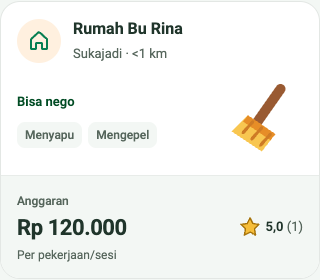 Rumah Bu Rina
Sukajadi · <1 km
Bisa nego
Menyapu Mengepel
Anggaran
Rp 120.000
5,0 (1)
Per pekerjaan/sesi